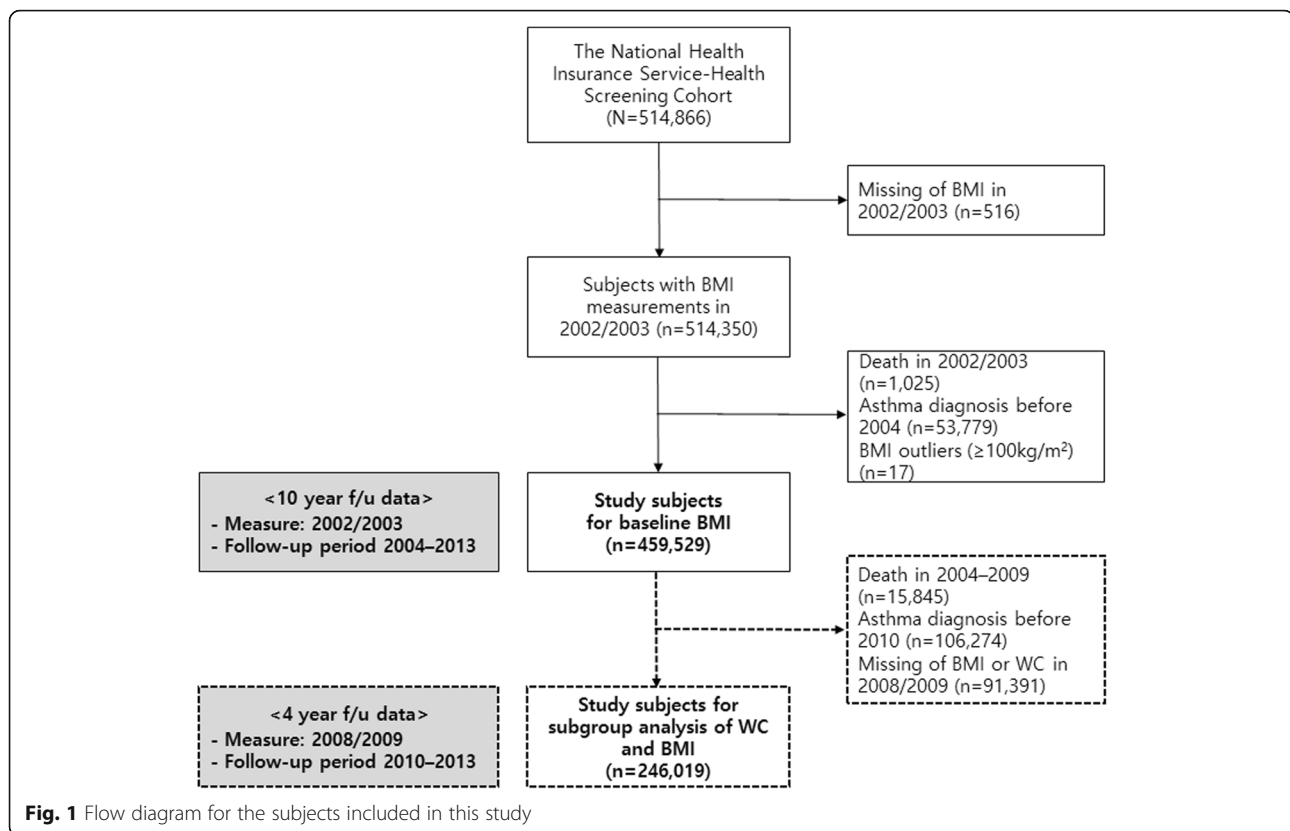 The National Health
Insurance Service-Health
Screening Cohort
(N=514,866)
Missing of BMI in
2002/2003 (n=516)
Subjects with BMI
measurements in
2002/2003 (n=514,350)
Death in 2002/2003
(n=1,025)
Asthma diagnosis before
2004 (n=53,779)
BMI outliers (≥100kg/m²)
(n=17)
<10 year f/u data>
- Measure: 2002/2003
- Follow-up period 2004–2013
Study subjects
for baseline BMI
(n=459,529)
Death in 2004–2009
(n=15,845)
Asthma diagnosis before
2010 (n=106,274)
Missing of BMI or WC in
2008/2009 (n=91,391)
<4 year f/u data>
- Measure: 2008/2009
- Follow-up period 2010–2013
Study subjects for
subgroup analysis of WC
and BMI
(n=246,019)
Fig. 1 Flow diagram for the subjects included in this study